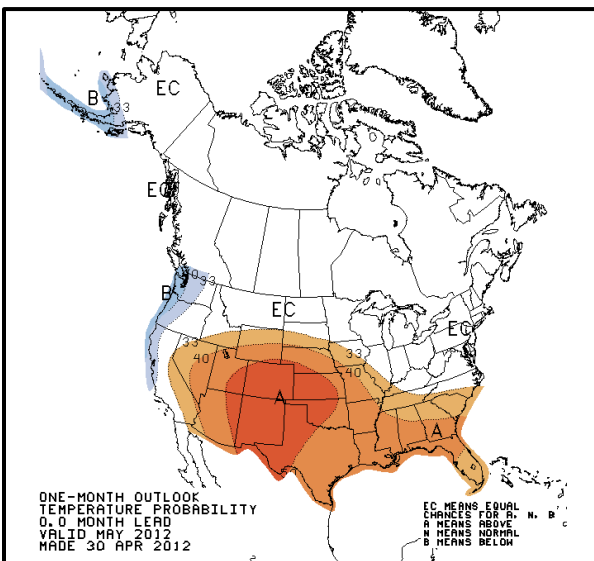 EC
B
33
EC
40
33
B
EC
EC
33
33
40
40
A
A
ONE-MONTH OUTLOOK
TEMPERATURE PROBABILITY
0.0 MONTH LEAD
VALID MAY 2012
MADE 30 APR 2012
EC MEANS EQUAL
CHANCES FOR A, N, B
A MEANS ABOVE
N MEANS NORMAL
B MEANS BELOW